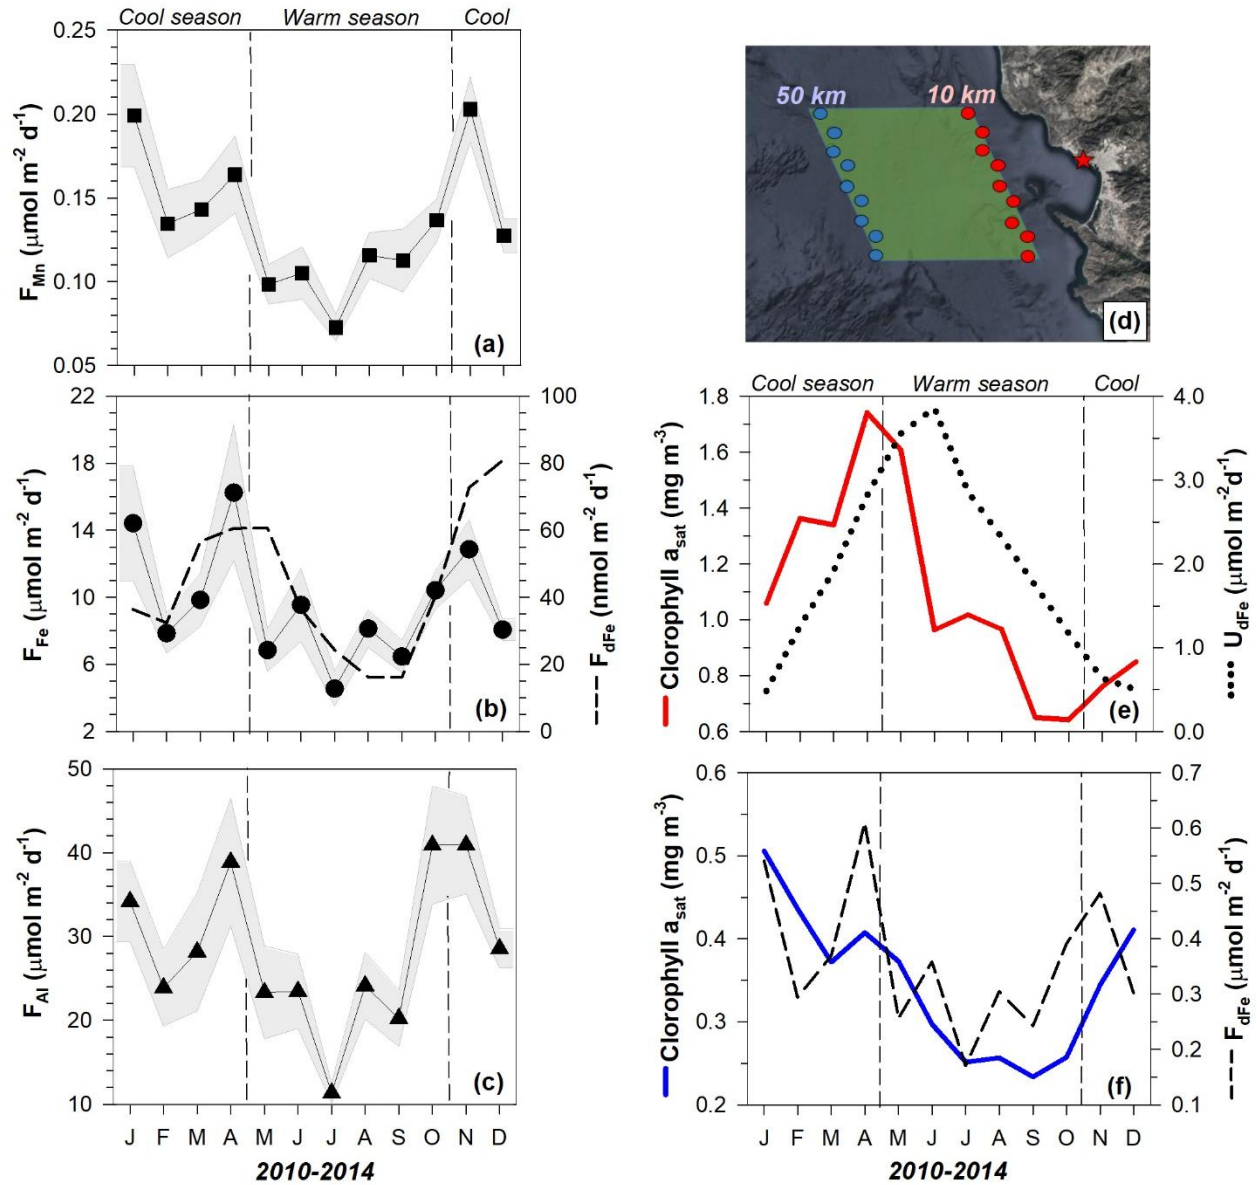 Cool season Warm season Cool
0.25
0.20
0.15
0.10
0.05
F_Mn (μmol m⁻² d⁻¹)
(a)
50 km 10 km
(d)
22
18
14
10
6
2
F_Fe (μmol m⁻² d⁻¹)
100
80
60
40
20
0
F_dFe (nmol m⁻² d⁻¹)
(b)
Cool season Warm season Cool
1.8
1.6
1.4
1.2
1.0
0.8
0.6
Clorophyll a_sat (mg m⁻³)
4.0
3.0
2.0
1.0
0.0
U_dFe (μmol m⁻²d⁻¹)
(e)
50
40
30
20
10
F_Al (μmol m⁻² d⁻¹)
(c)
J F M A M J J A S O N D
2010-2014
0.6
0.5
0.4
0.3
0.2
Clorophyll a_sat (mg m⁻³)
0.7
0.6
0.5
0.4
0.3
0.2
0.1
F_dFe (μmol m⁻² d⁻¹)
(f)
J F M A M J J A S O N D
2010-2014